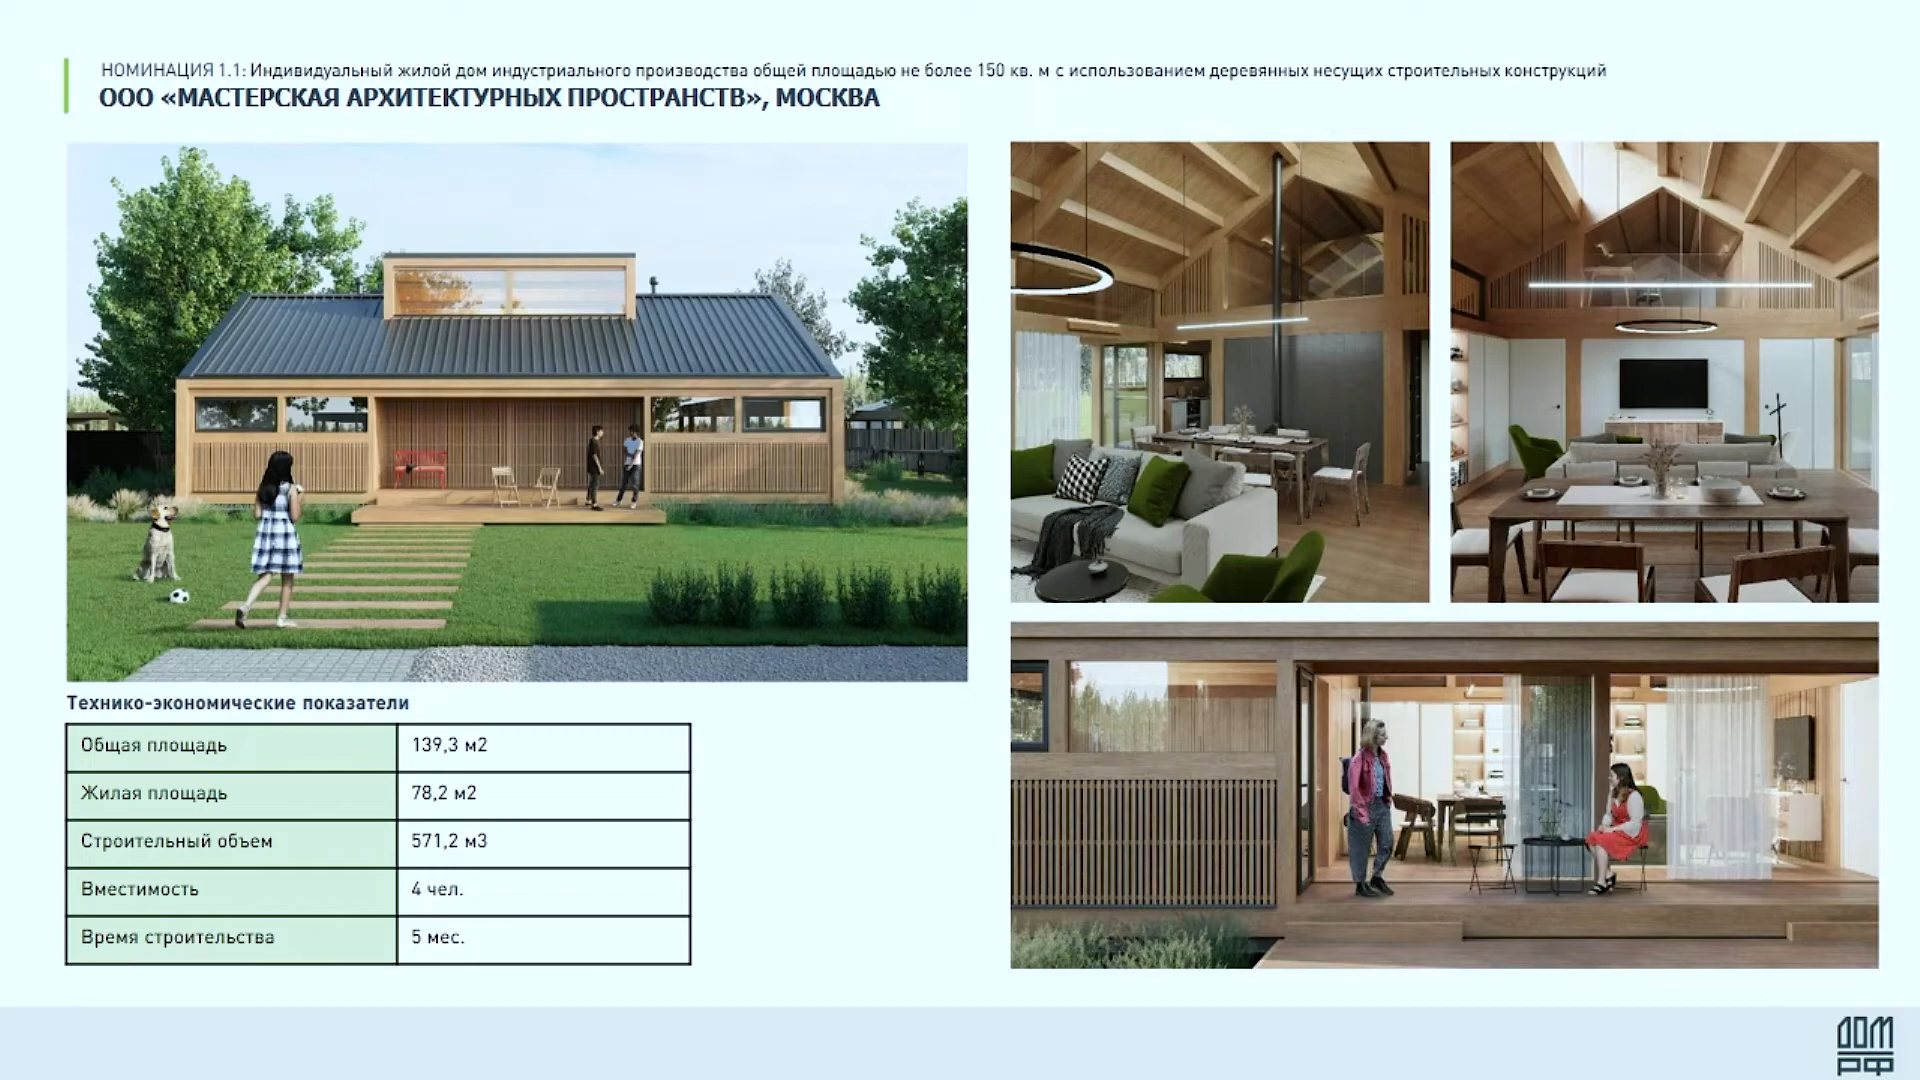 НОМИНАЦИЯ 1.1: Индивидуальный жилой дом индустриального производства общей площадью не более 150 кв. м с использованием деревянных несущих строительных конструкций
ООО «МАСТЕРСКАЯ АРХИТЕКТУРНЫХ ПРОСТРАНСТВ», МОСКВА
Технико-экономические показатели
Общая площадь 139,3 м2
Жилая площадь 78,2 м2
Строительный объем 571,2 м3
Вместимость 4 чел.
Время строительства 5 мес.
ДОМ
РФ